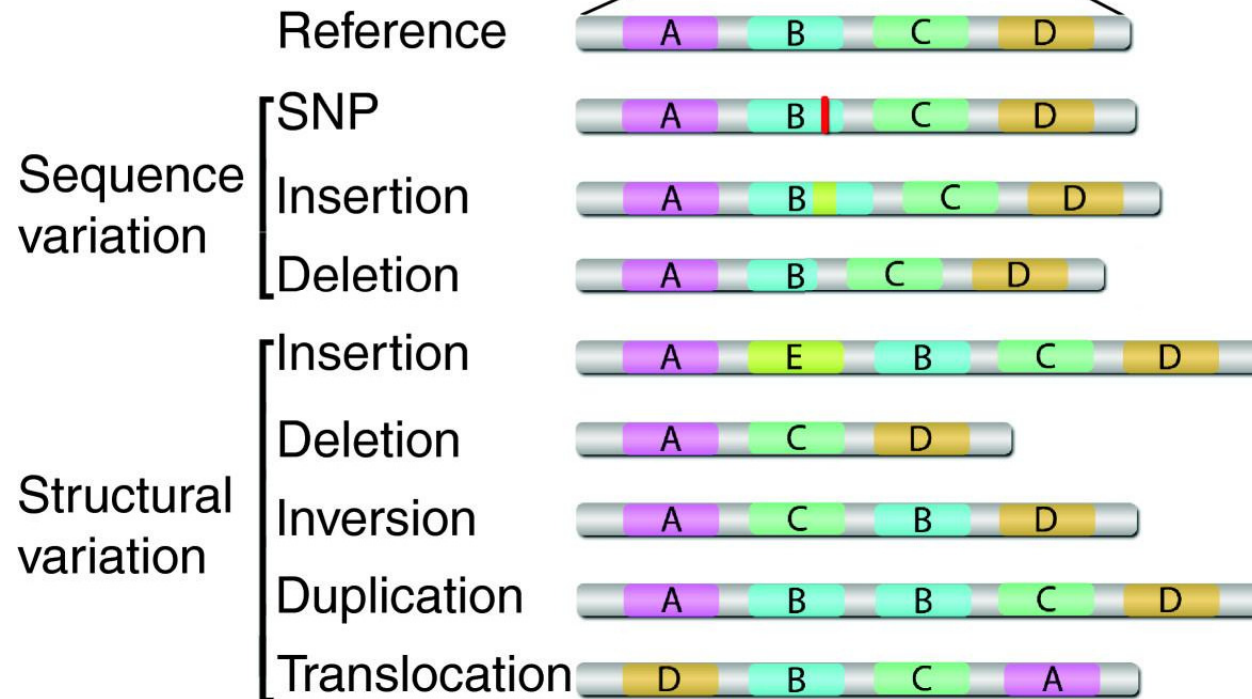 Reference A B C D
SNP A B C D
Sequence
variation
Insertion A B C D
Deletion A B C D
Insertion A E B C D
Deletion A C D
Structural
variation
Inversion A C B D
Duplication A B B C D
Translocation D B C A